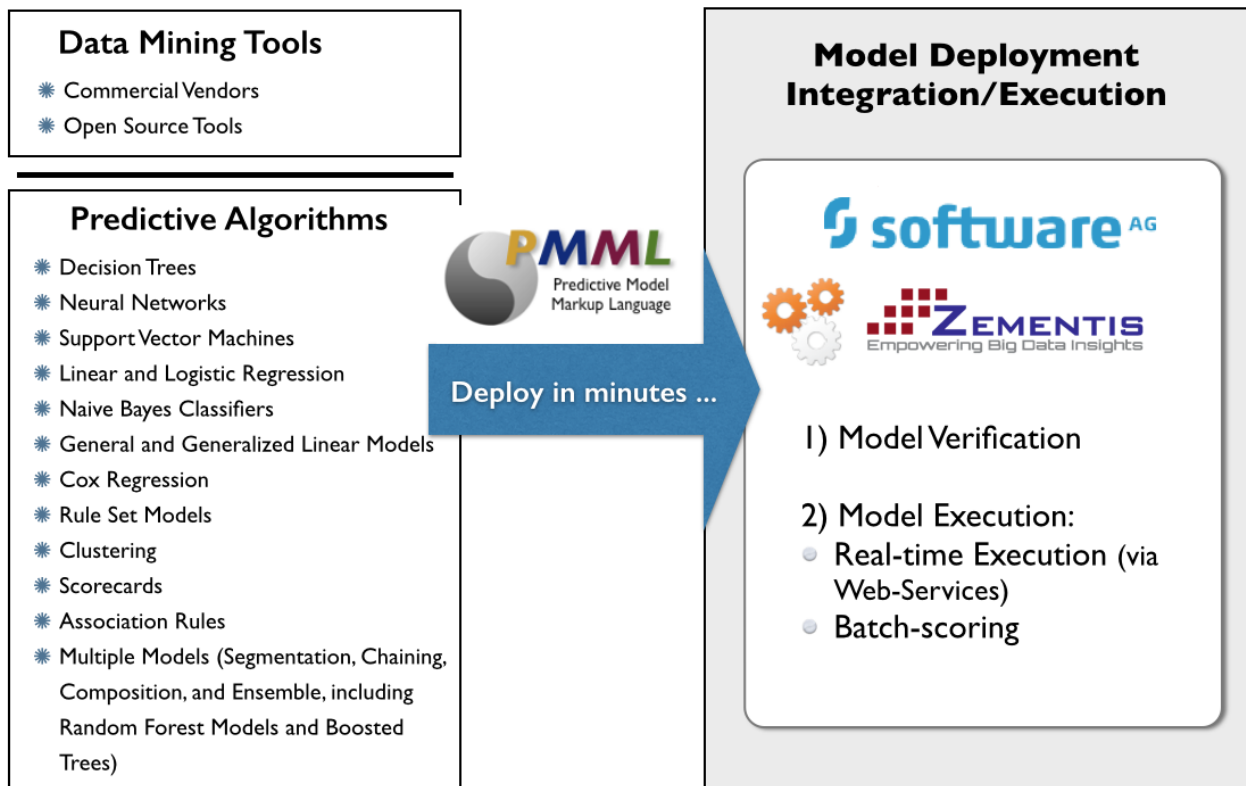 Data Mining Tools
Commercial Vendors
Open Source Tools
Predictive Algorithms
Decision Trees
Neural Networks
Support Vector Machines
Linear and Logistic Regression
Naive Bayes Classifiers
General and Generalized Linear Models
Cox Regression
Rule Set Models
Clustering
Scorecards
Association Rules
Multiple Models (Segmentation, Chaining,
Composition, and Ensemble, including
Random Forest Models and Boosted
Trees)
PMML
Predictive Model
Markup Language
Deploy in minutes ...
Model Deployment
Integration/Execution
software AG
ZEMENTIS
Empowering Big Data Insights
1) Model Verification
2) Model Execution:
Real-time Execution (via
Web-Services)
Batch-scoring